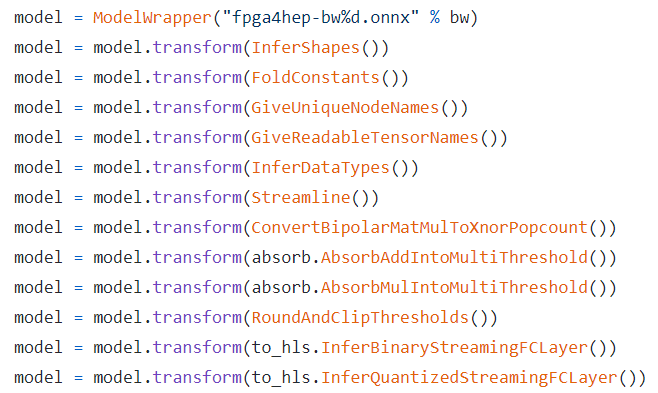 model = ModelWrapper("fpga4hep-bw%d.onnx" % bw)
model = model.transform(InferShapes())
model = model.transform(FoldConstants())
model = model.transform(GiveUniqueNodeNames())
model = model.transform(GiveReadableTensorNames())
model = model.transform(InferDataTypes())
model = model.transform(Streamline())
model = model.transform(ConvertBipolarMatMulToXnorPopcount())
model = model.transform(absorb.AbsorbAddIntoMultiThreshold())
model = model.transform(absorb.AbsorbMulIntoMultiThreshold())
model = model.transform(RoundAndClipThresholds())
model = model.transform(to_hls.InferBinaryStreamingFCLayer())
model = model.transform(to_hls.InferQuantizedStreamingFCLayer())